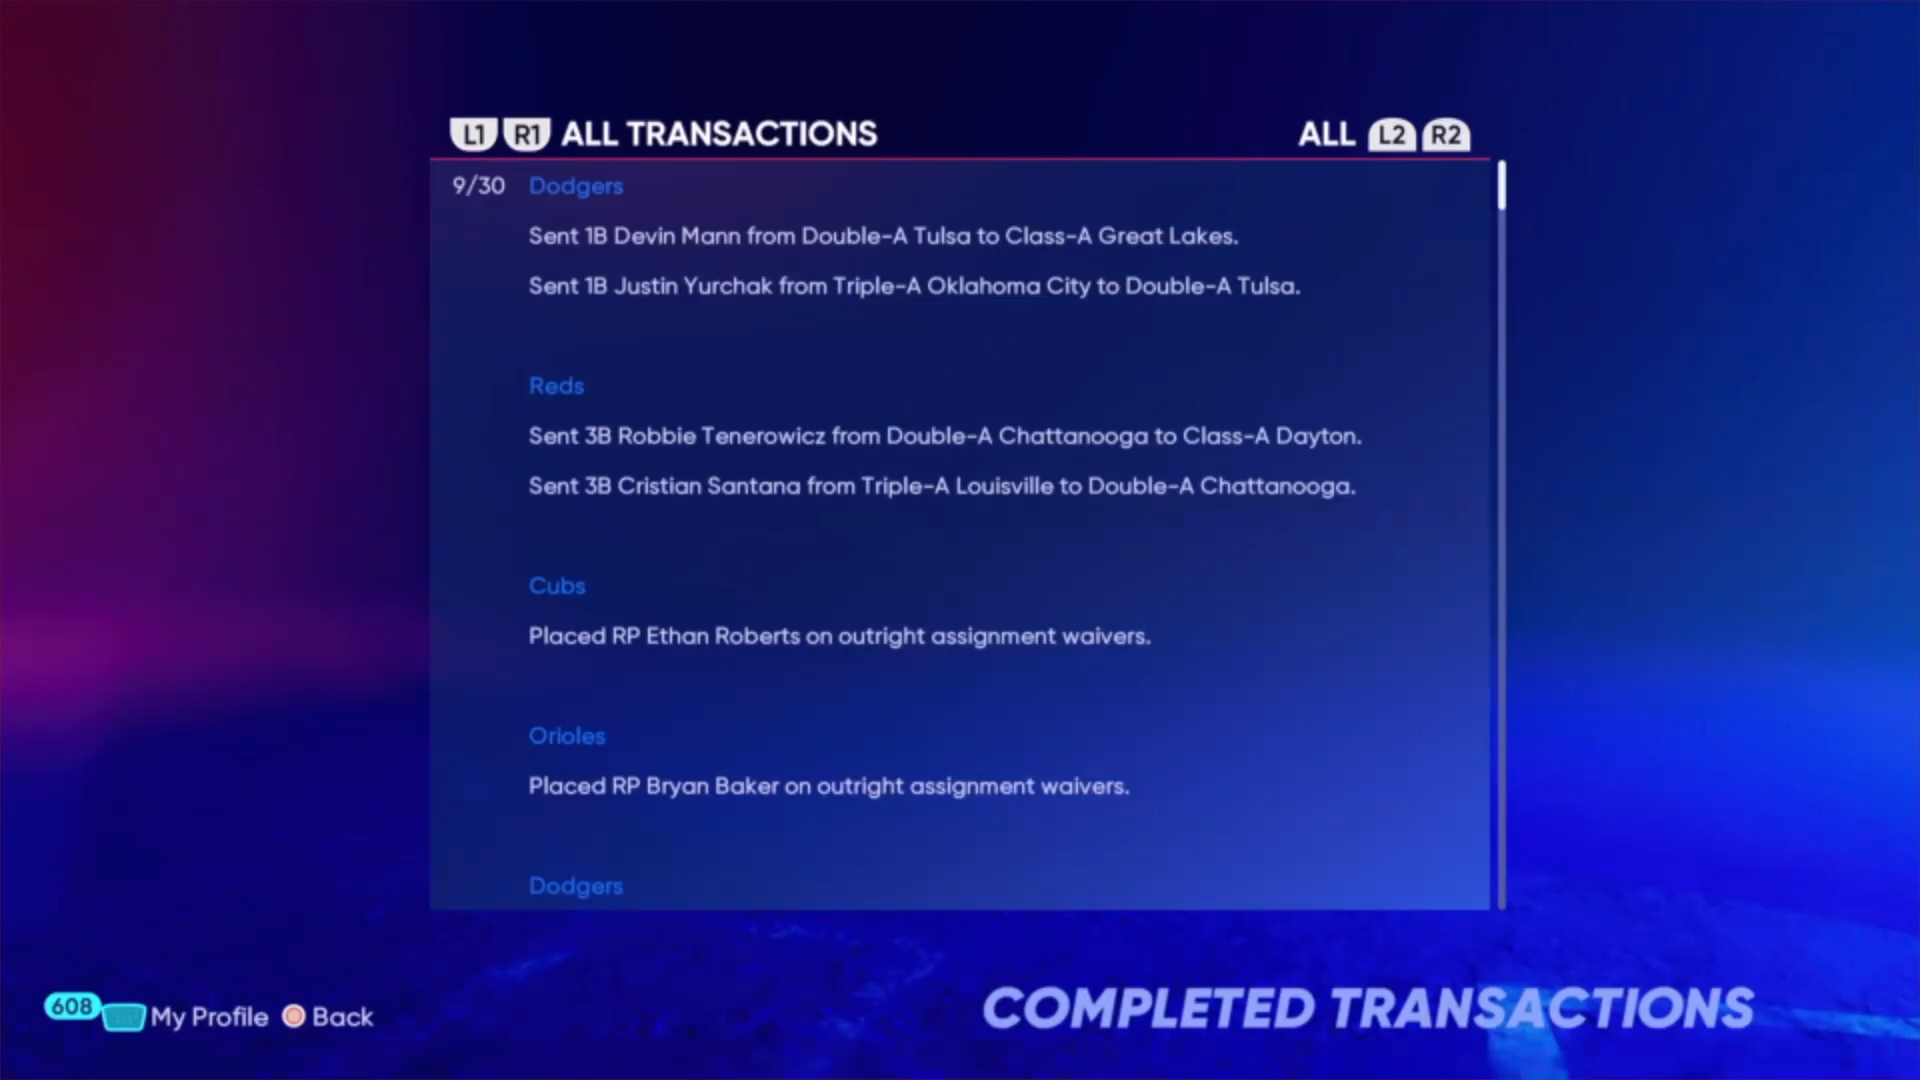 L1 R1 ALL TRANSACTIONS ALL L2 R2
9/30 Dodgers
Sent 1B Devin Mann from Double-A Tulsa to Class-A Great Lakes.
Sent 1B Justin Yurchak from Triple-A Oklahoma City to Double-A Tulsa.
Reds
Sent 3B Robbie Tenerowicz from Double-A Chattanooga to Class-A Dayton.
Sent 3B Cristian Santana from Triple-A Louisville to Double-A Chattanooga.
Cubs
Placed RP Ethan Roberts on outright assignment waivers.
Orioles
Placed RP Bryan Baker on outright assignment waivers.
Dodgers
608 My Profile Back
COMPLETED TRANSACTIONS